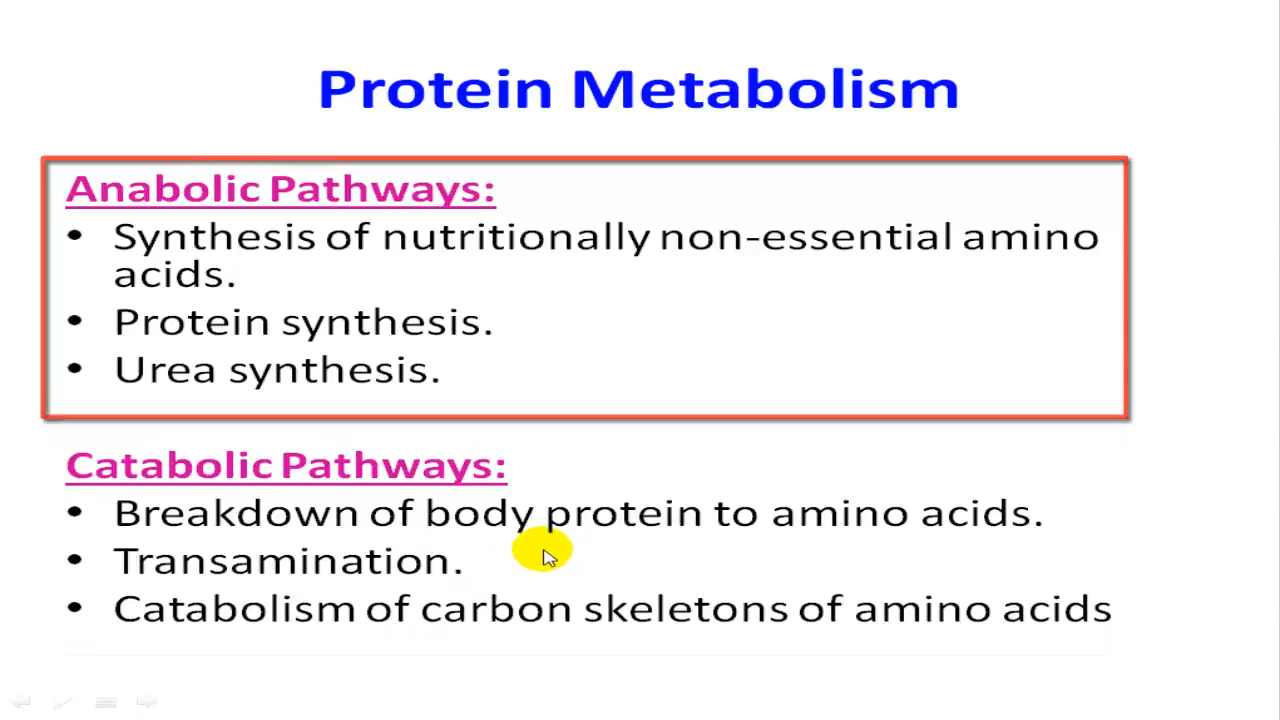 Protein Metabolism
Anabolic Pathways:
• Synthesis of nutritionally non-essential amino
acids.
• Protein synthesis.
• Urea synthesis.
Catabolic Pathways:
• Breakdown of body protein to amino acids.
• Transamination.
• Catabolism of carbon skeletons of amino acids